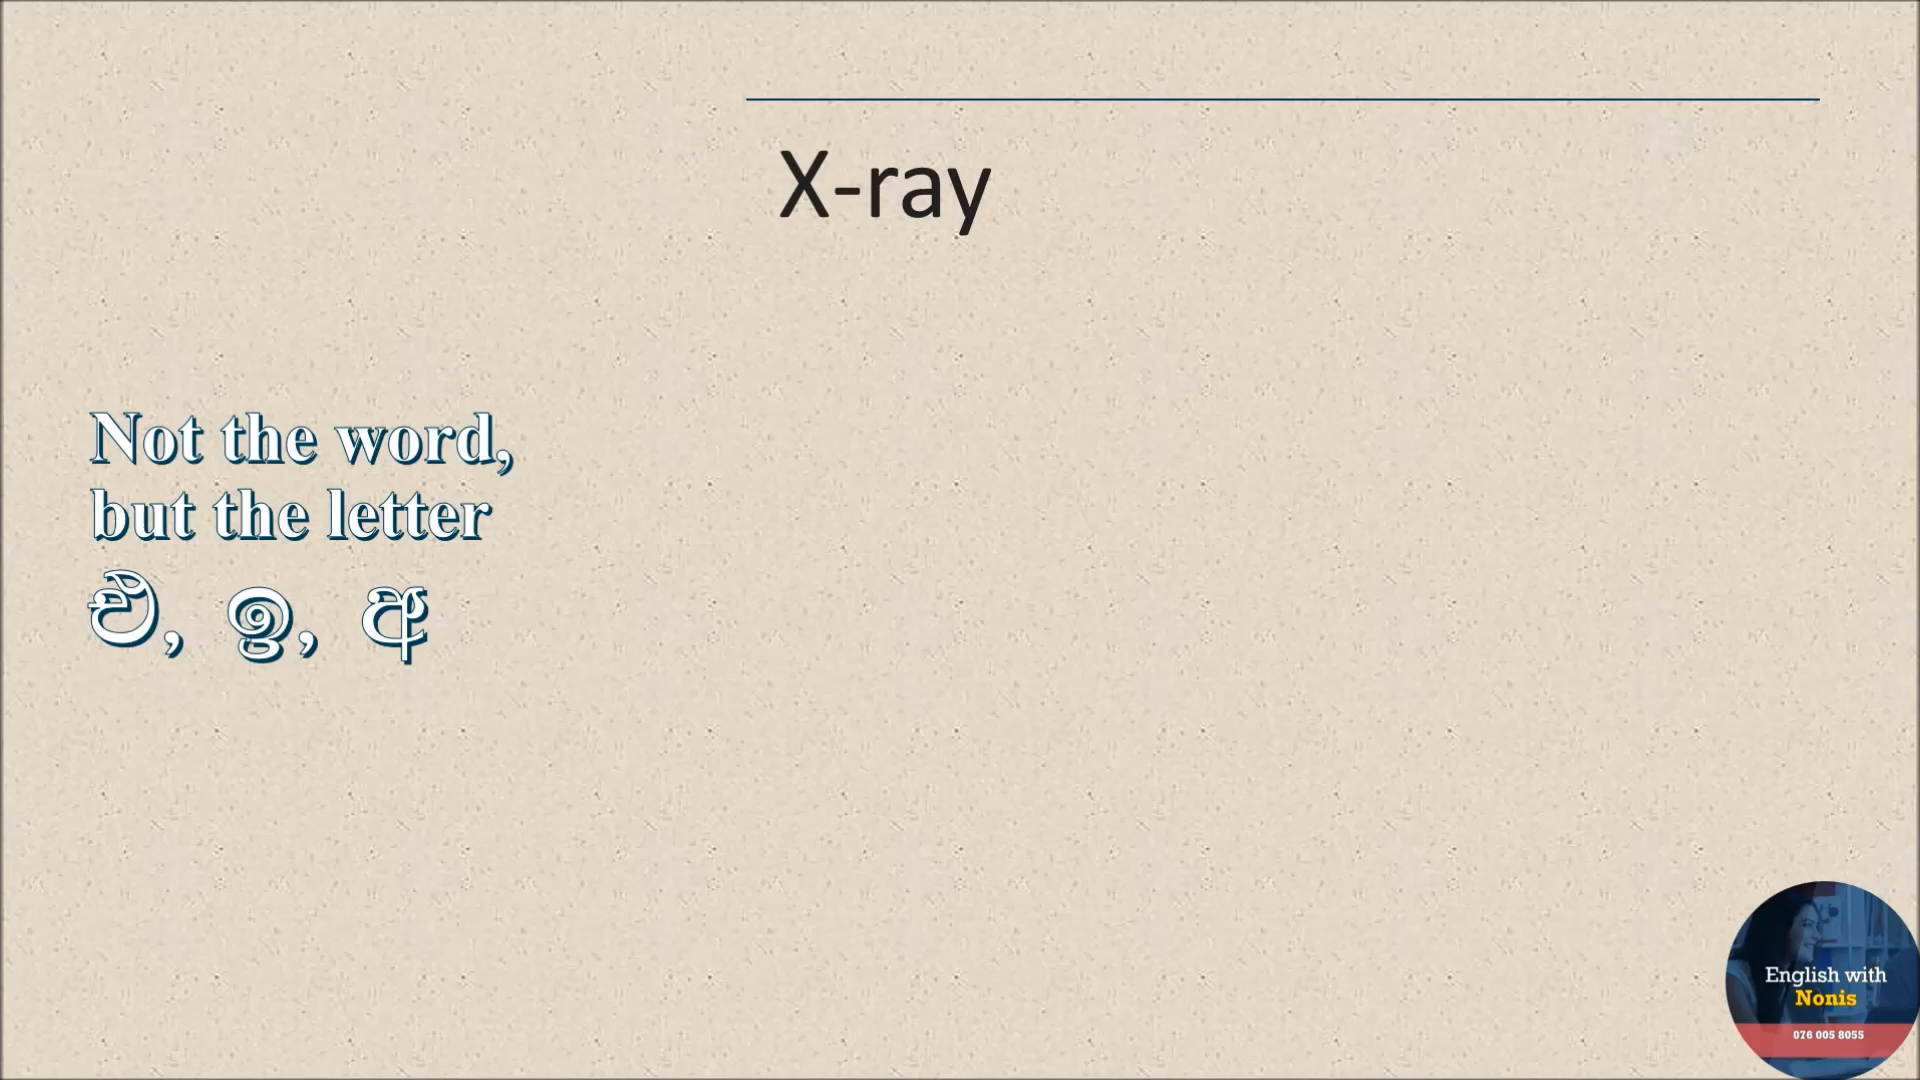 X-ray
Not the word,
but the letter
එ, ඉ, අ
English with
Nonis
076 005 8055